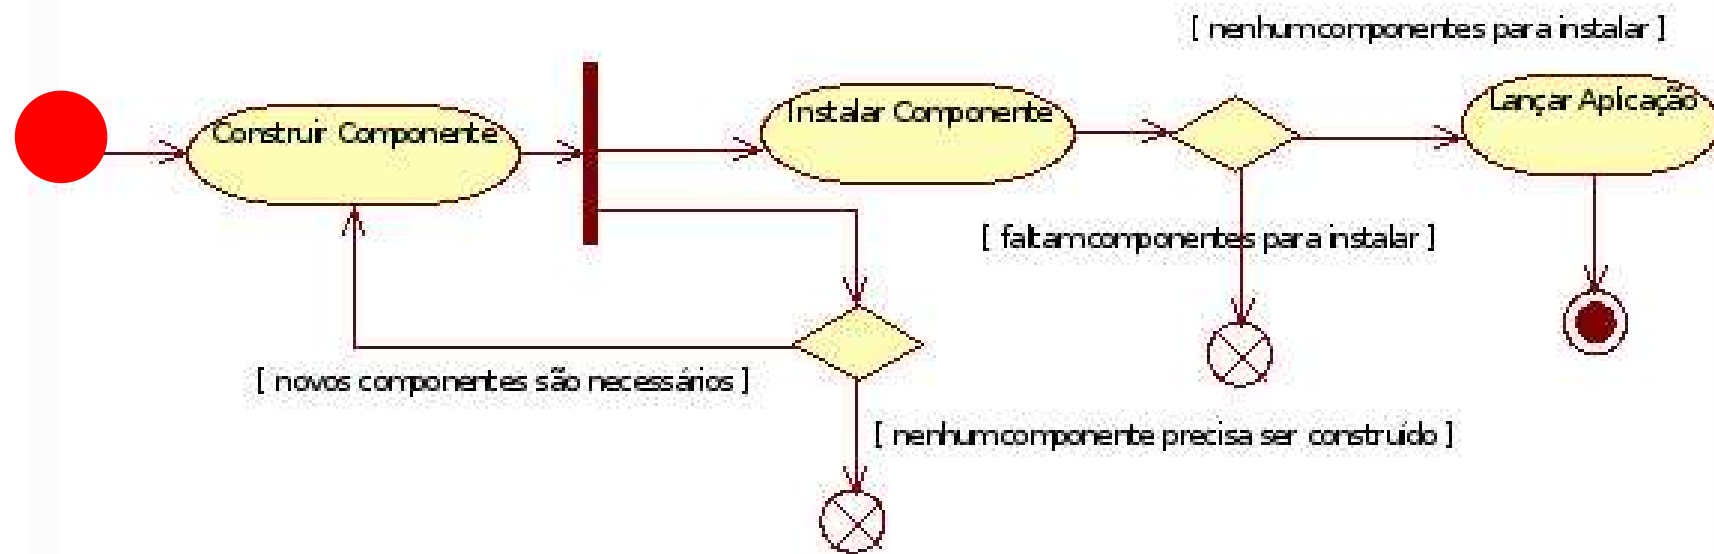 [ nenhum componentes para instalar ]
Construir Componente
Instalar Componente
Lançar Aplicação
[ faltam componentes para instalar ]
[ novos componentes são necessários ]
[ nenhum componente precisa ser construído ]